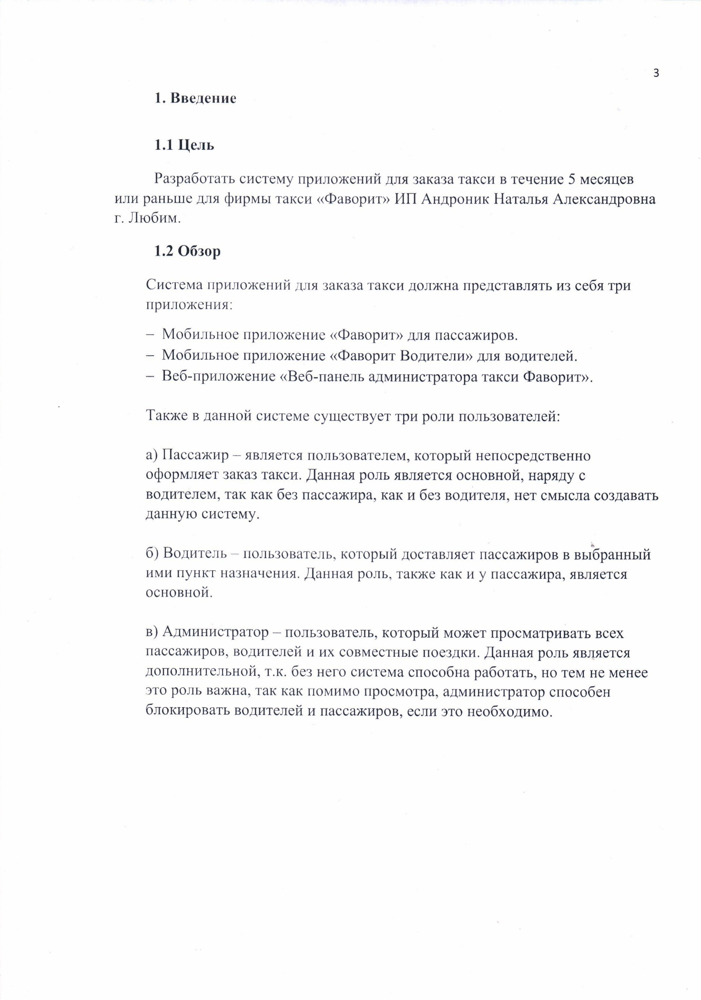 3
1. Введение
1.1 Цель
Разработать систему приложений для заказа такси в течение 5 месяцев
или раньше для фирмы такси «Фаворит» ИП Андроник Наталья Александровна
г. Любим.
1.2 Обзор
Система приложений для заказа такси должна представлять из себя три
приложения:
– Мобильное приложение «Фаворит» для пассажиров.
– Мобильное приложение «Фаворит Водители» для водителей.
– Веб-приложение «Веб-панель администратора такси Фаворит».
Также в данной системе существует три роли пользователей:
а) Пассажир – является пользователем, который непосредственно
оформляет заказ такси. Данная роль является основной, наряду с
водителем, так как без пассажира, как и без водителя, нет смысла создавать
данную систему.
б) Водитель – пользователь, который доставляет пассажиров в выбранный
ими пункт назначения. Данная роль, также как и у пассажира, является
основной.
в) Администратор – пользователь, который может просматривать всех
пассажиров, водителей и их совместные поездки. Данная роль является
дополнительной, т.к. без него система способна работать, но тем не менее
это роль важна, так как помимо просмотра, администратор способен
блокировать водителей и пассажиров, если это необходимо.